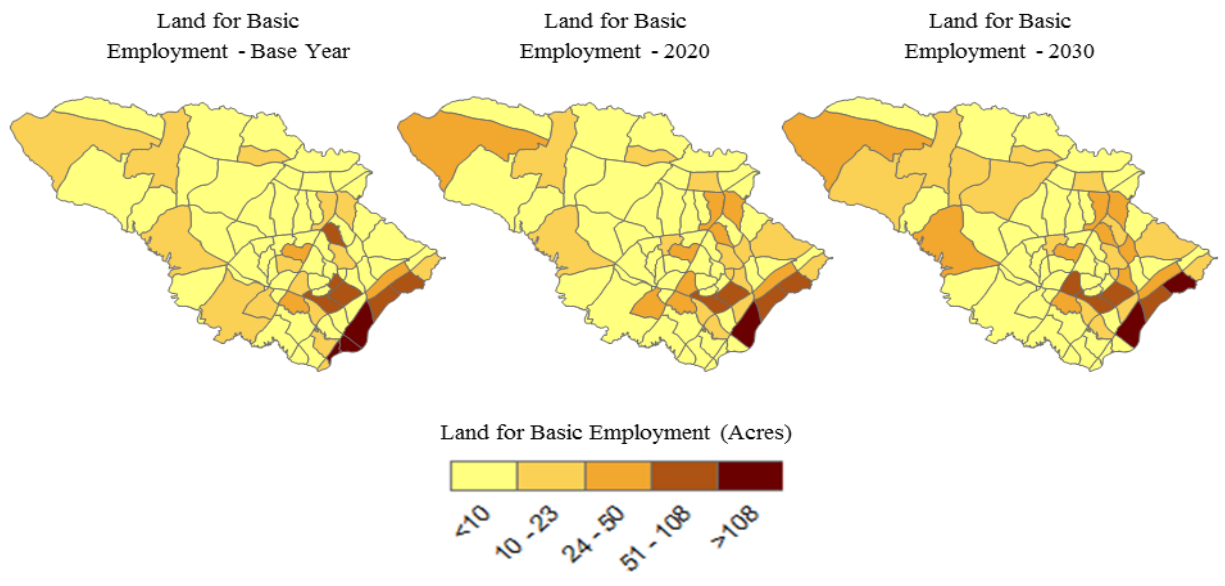 Land for Basic
Employment - Base Year
Land for Basic
Employment - 2020
Land for Basic
Employment - 2030
Land for Basic Employment (Acres)
<10
10 - 23
24 - 50
51 - 108
>108